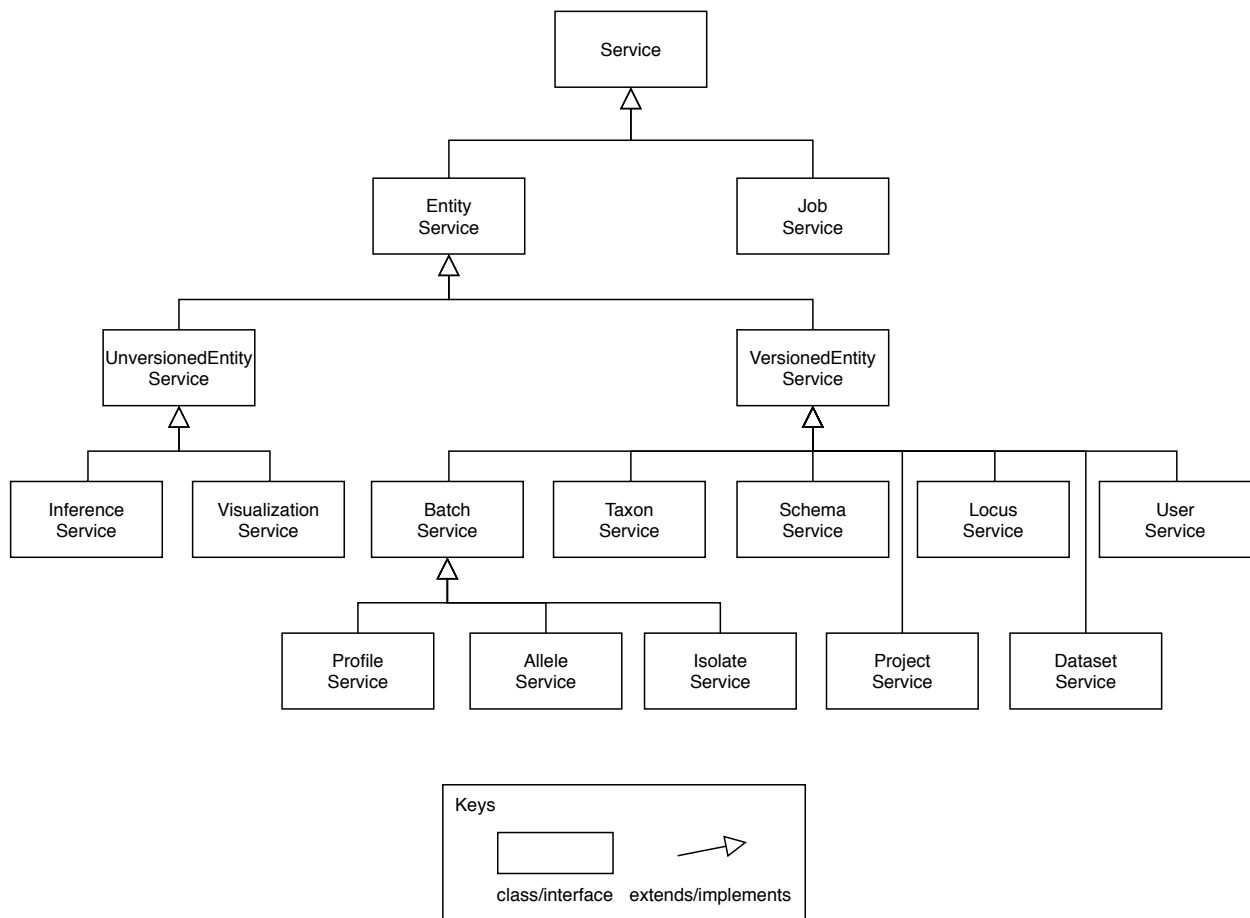 Service
Entity
Service
Job
Service
UnversionedEntity
Service
VersionedEntity
Service
Inference
Service
Visualization
Service
Batch
Service
Taxon
Service
Schema
Service
Locus
Service
User
Service
Profile
Service
Allele
Service
Isolate
Service
Project
Service
Dataset
Service
Keys
class/interface
extends/implements